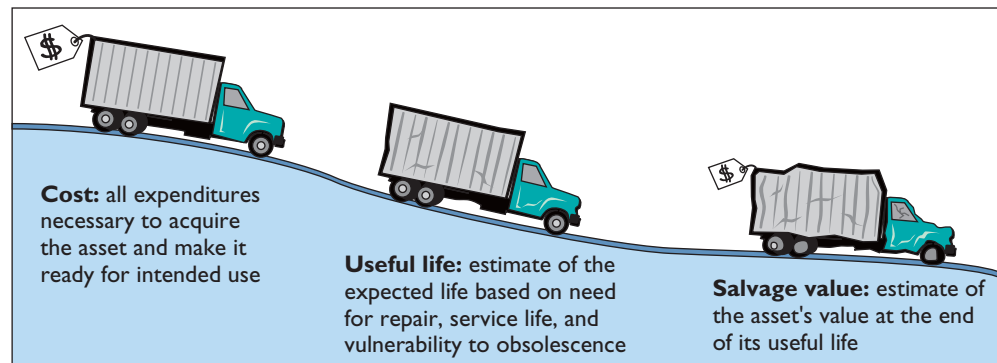 $
Cost: all expenditures
necessary to acquire
the asset and make it
ready for intended use
Useful life: estimate of the
expected life based on need
for repair, service life, and
vulnerability to obsolescence
$
Salvage value: estimate of
the asset's value at the end
of its useful life